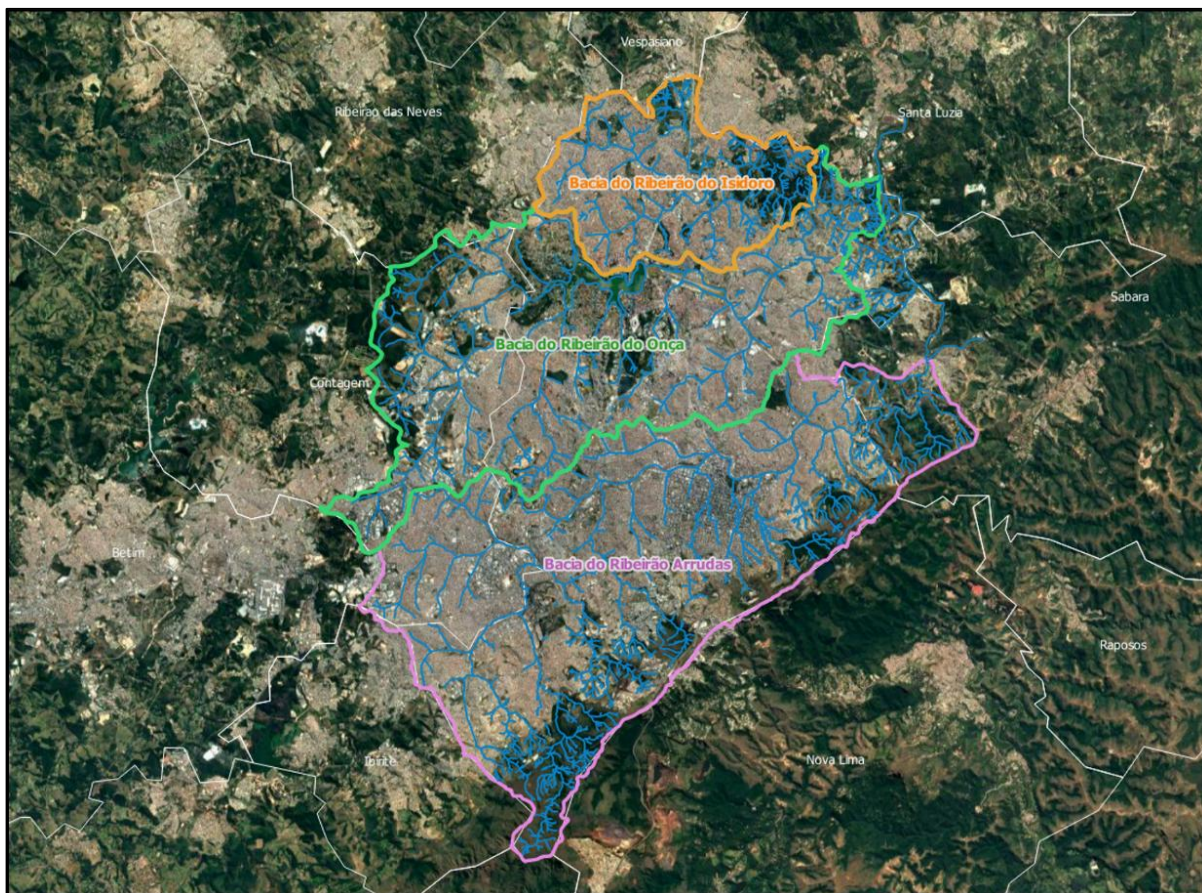 Vespasiano
Ribeirão das Neves
Santa Luzia
Bacia do Ribeirão do Isidoro
Sabara
Bacia do Ribeirão do Onça
Contagem
Betim
Bacia do Ribeirão Arrudas
Raposos
Ibirite
Nova Lima